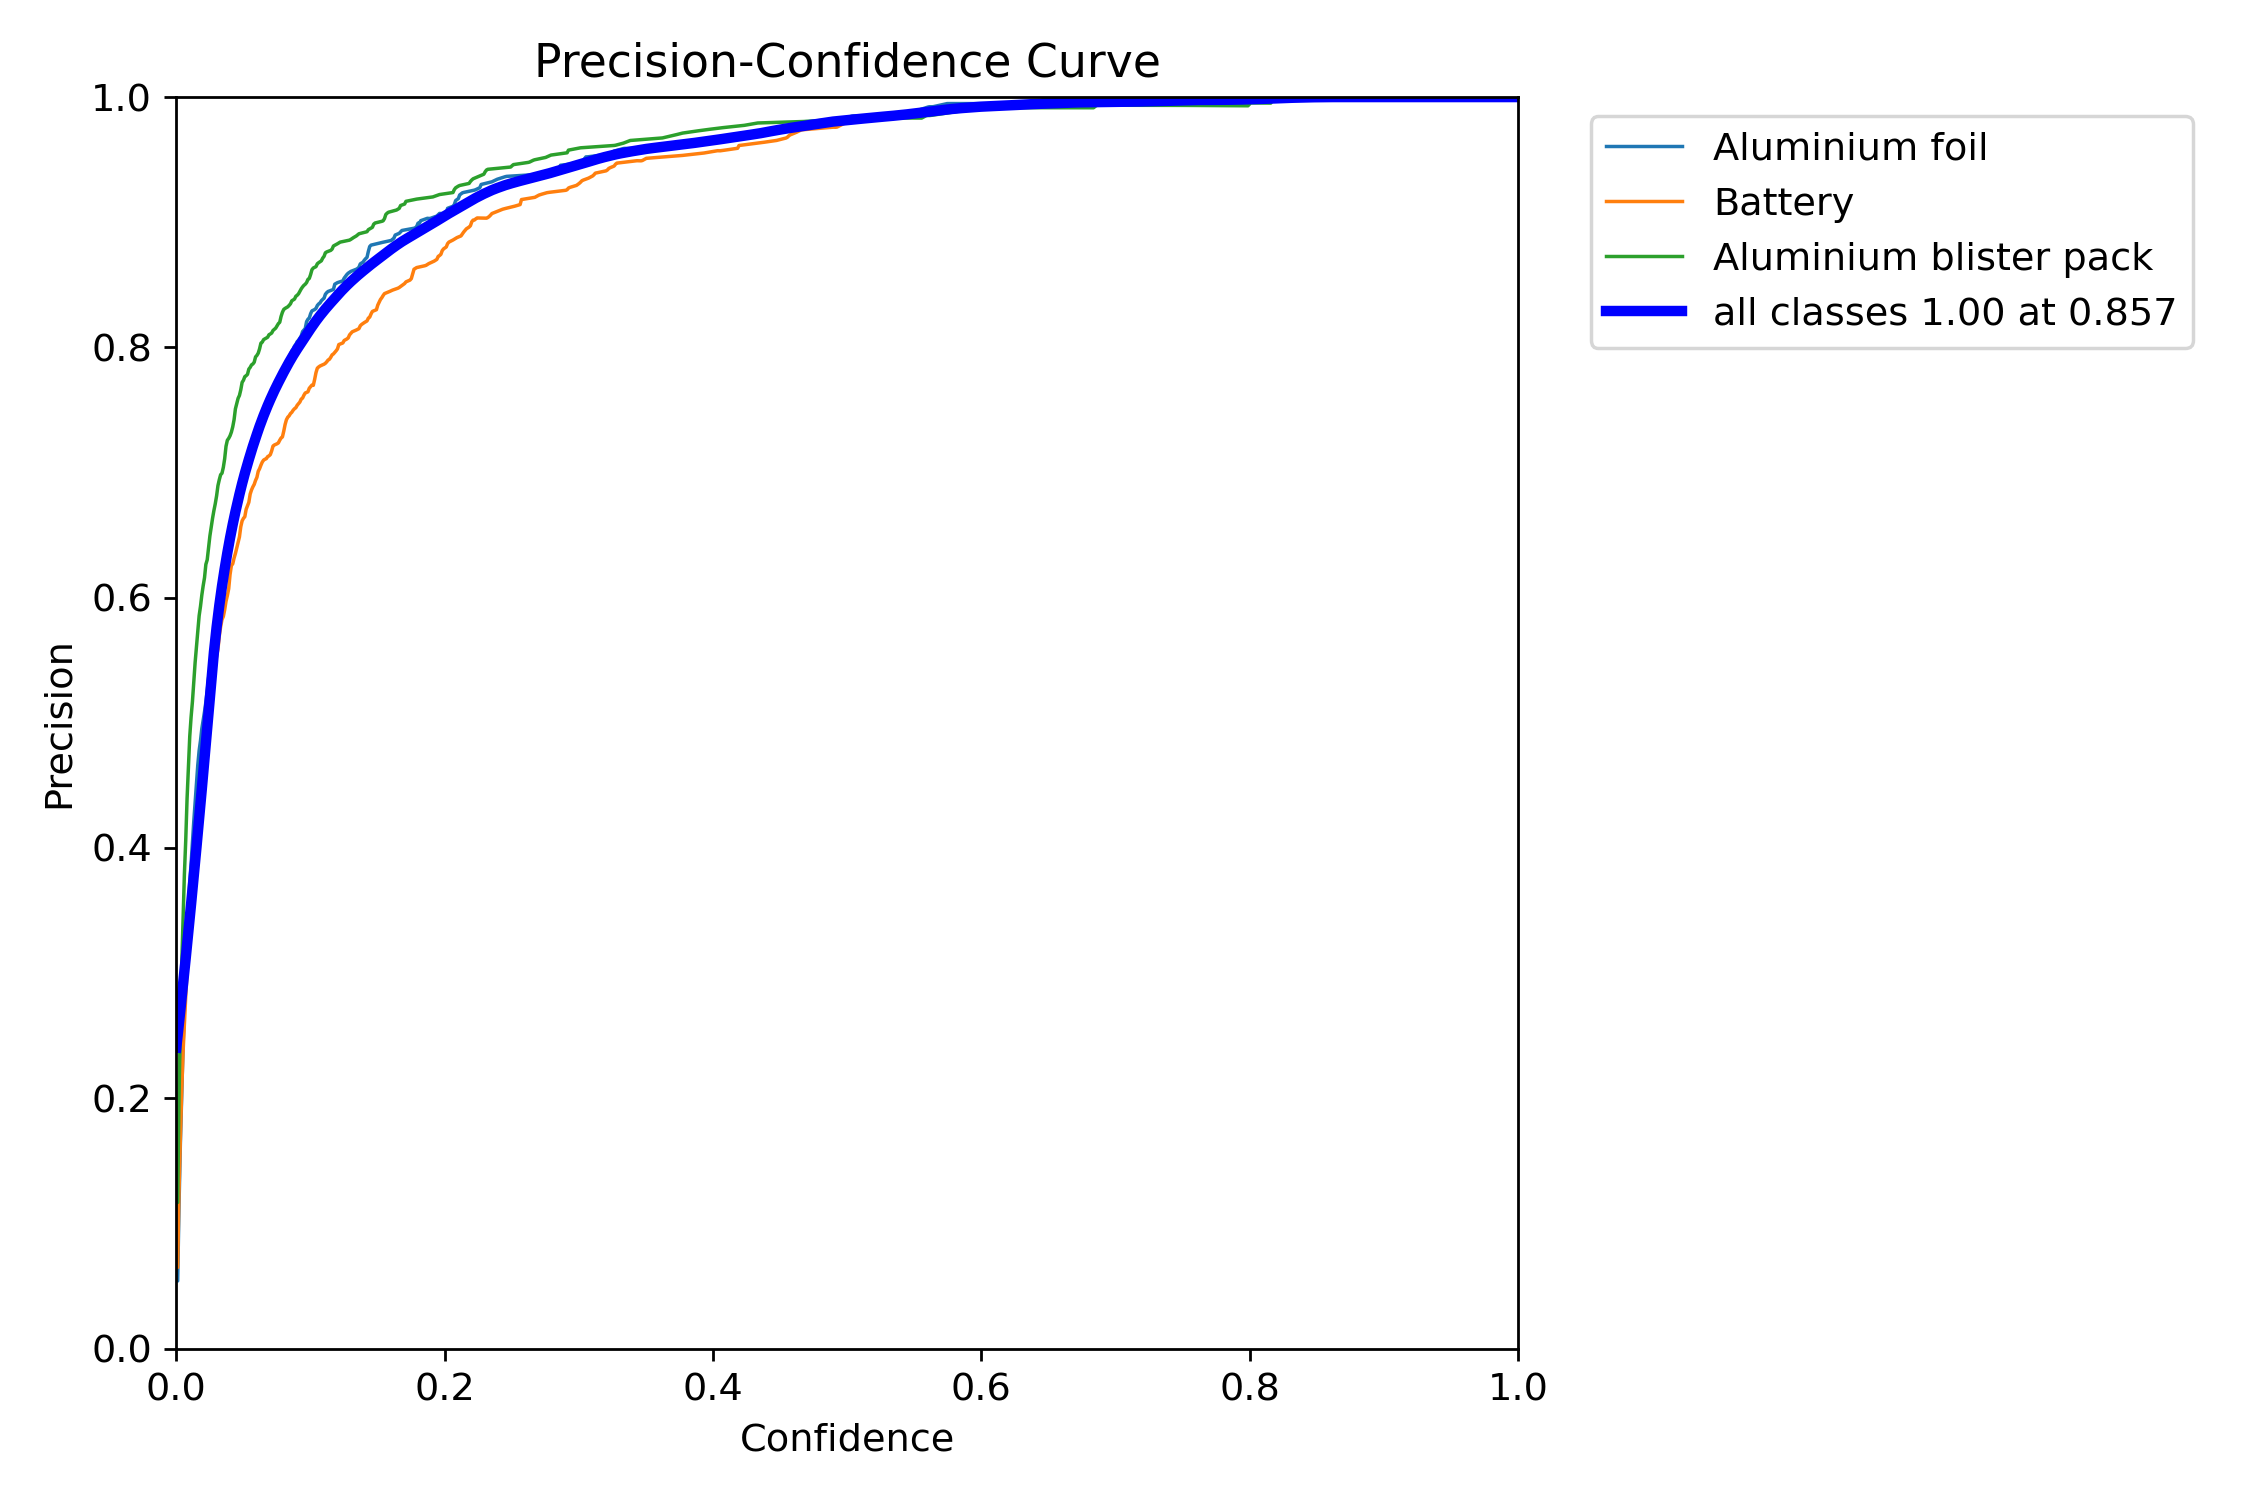 Precision-Confidence Curve
1.0
0.8
0.6
0.4
0.2
0.0
Precision
0.0 0.2 0.4 0.6 0.8 1.0
Confidence
Aluminium foil
Battery
Aluminium blister pack
all classes 1.00 at 0.857